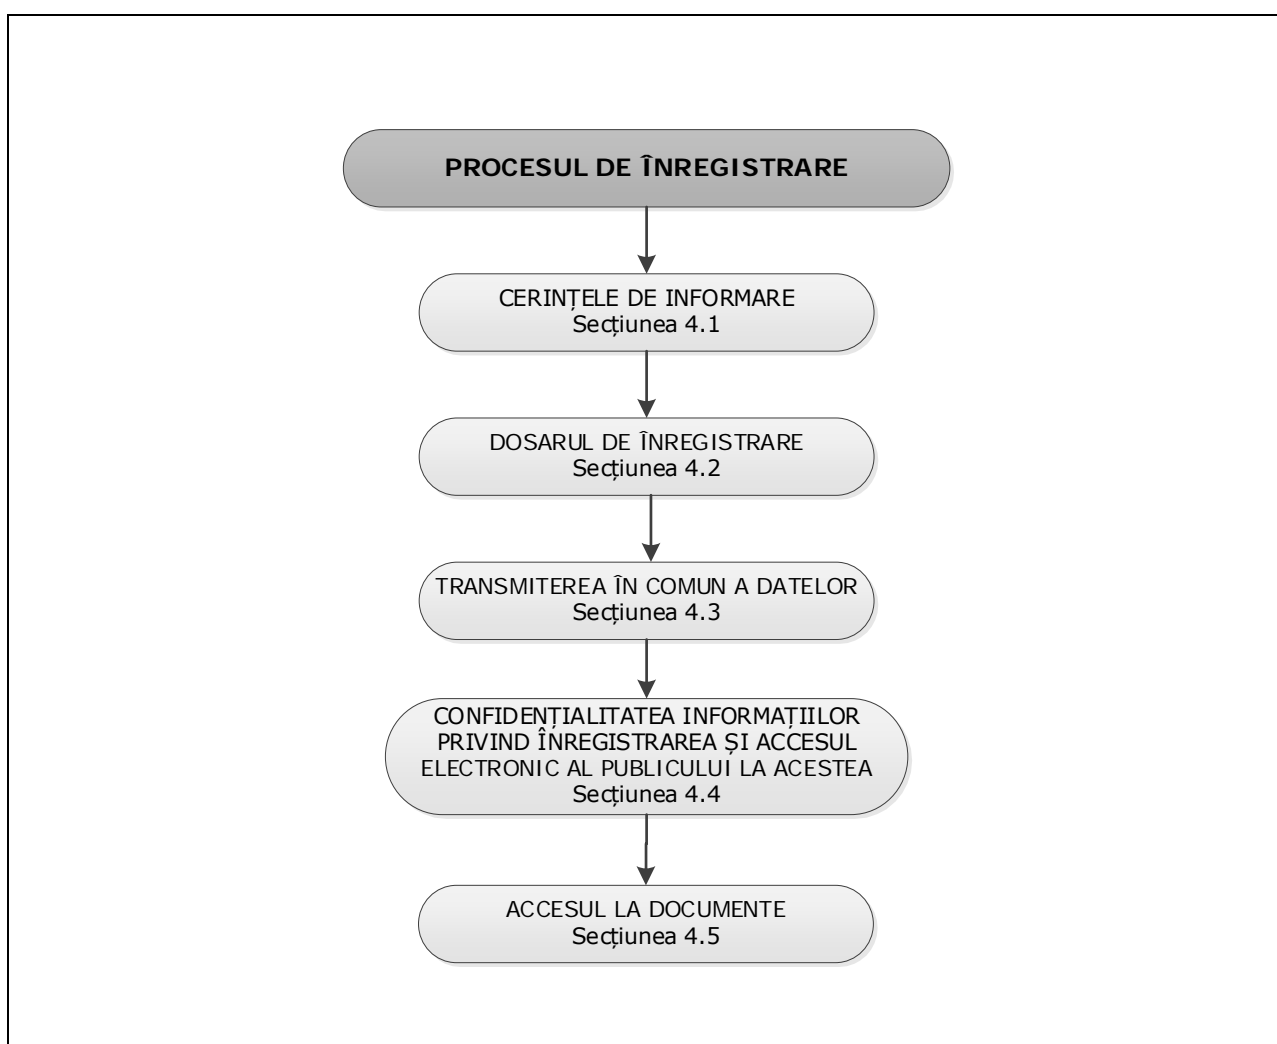 PROCESUL DE ÎNREGISTRARE
CERINȚELE DE INFORMARE
Secțiunea 4.1
DOSARUL DE ÎNREGISTRARE
Secțiunea 4.2
TRANSMITEREA ÎN COMUN A DATELOR
Secțiunea 4.3
CONFIDENȚIALITATEA INFORMAȚIILOR
PRIVIND ÎNREGISTRAREA ȘI ACCESUL
ELECTRONIC AL PUBLICULUI LA ACESTEA
Secțiunea 4.4
ACCESUL LA DOCUMENTE
Secțiunea 4.5